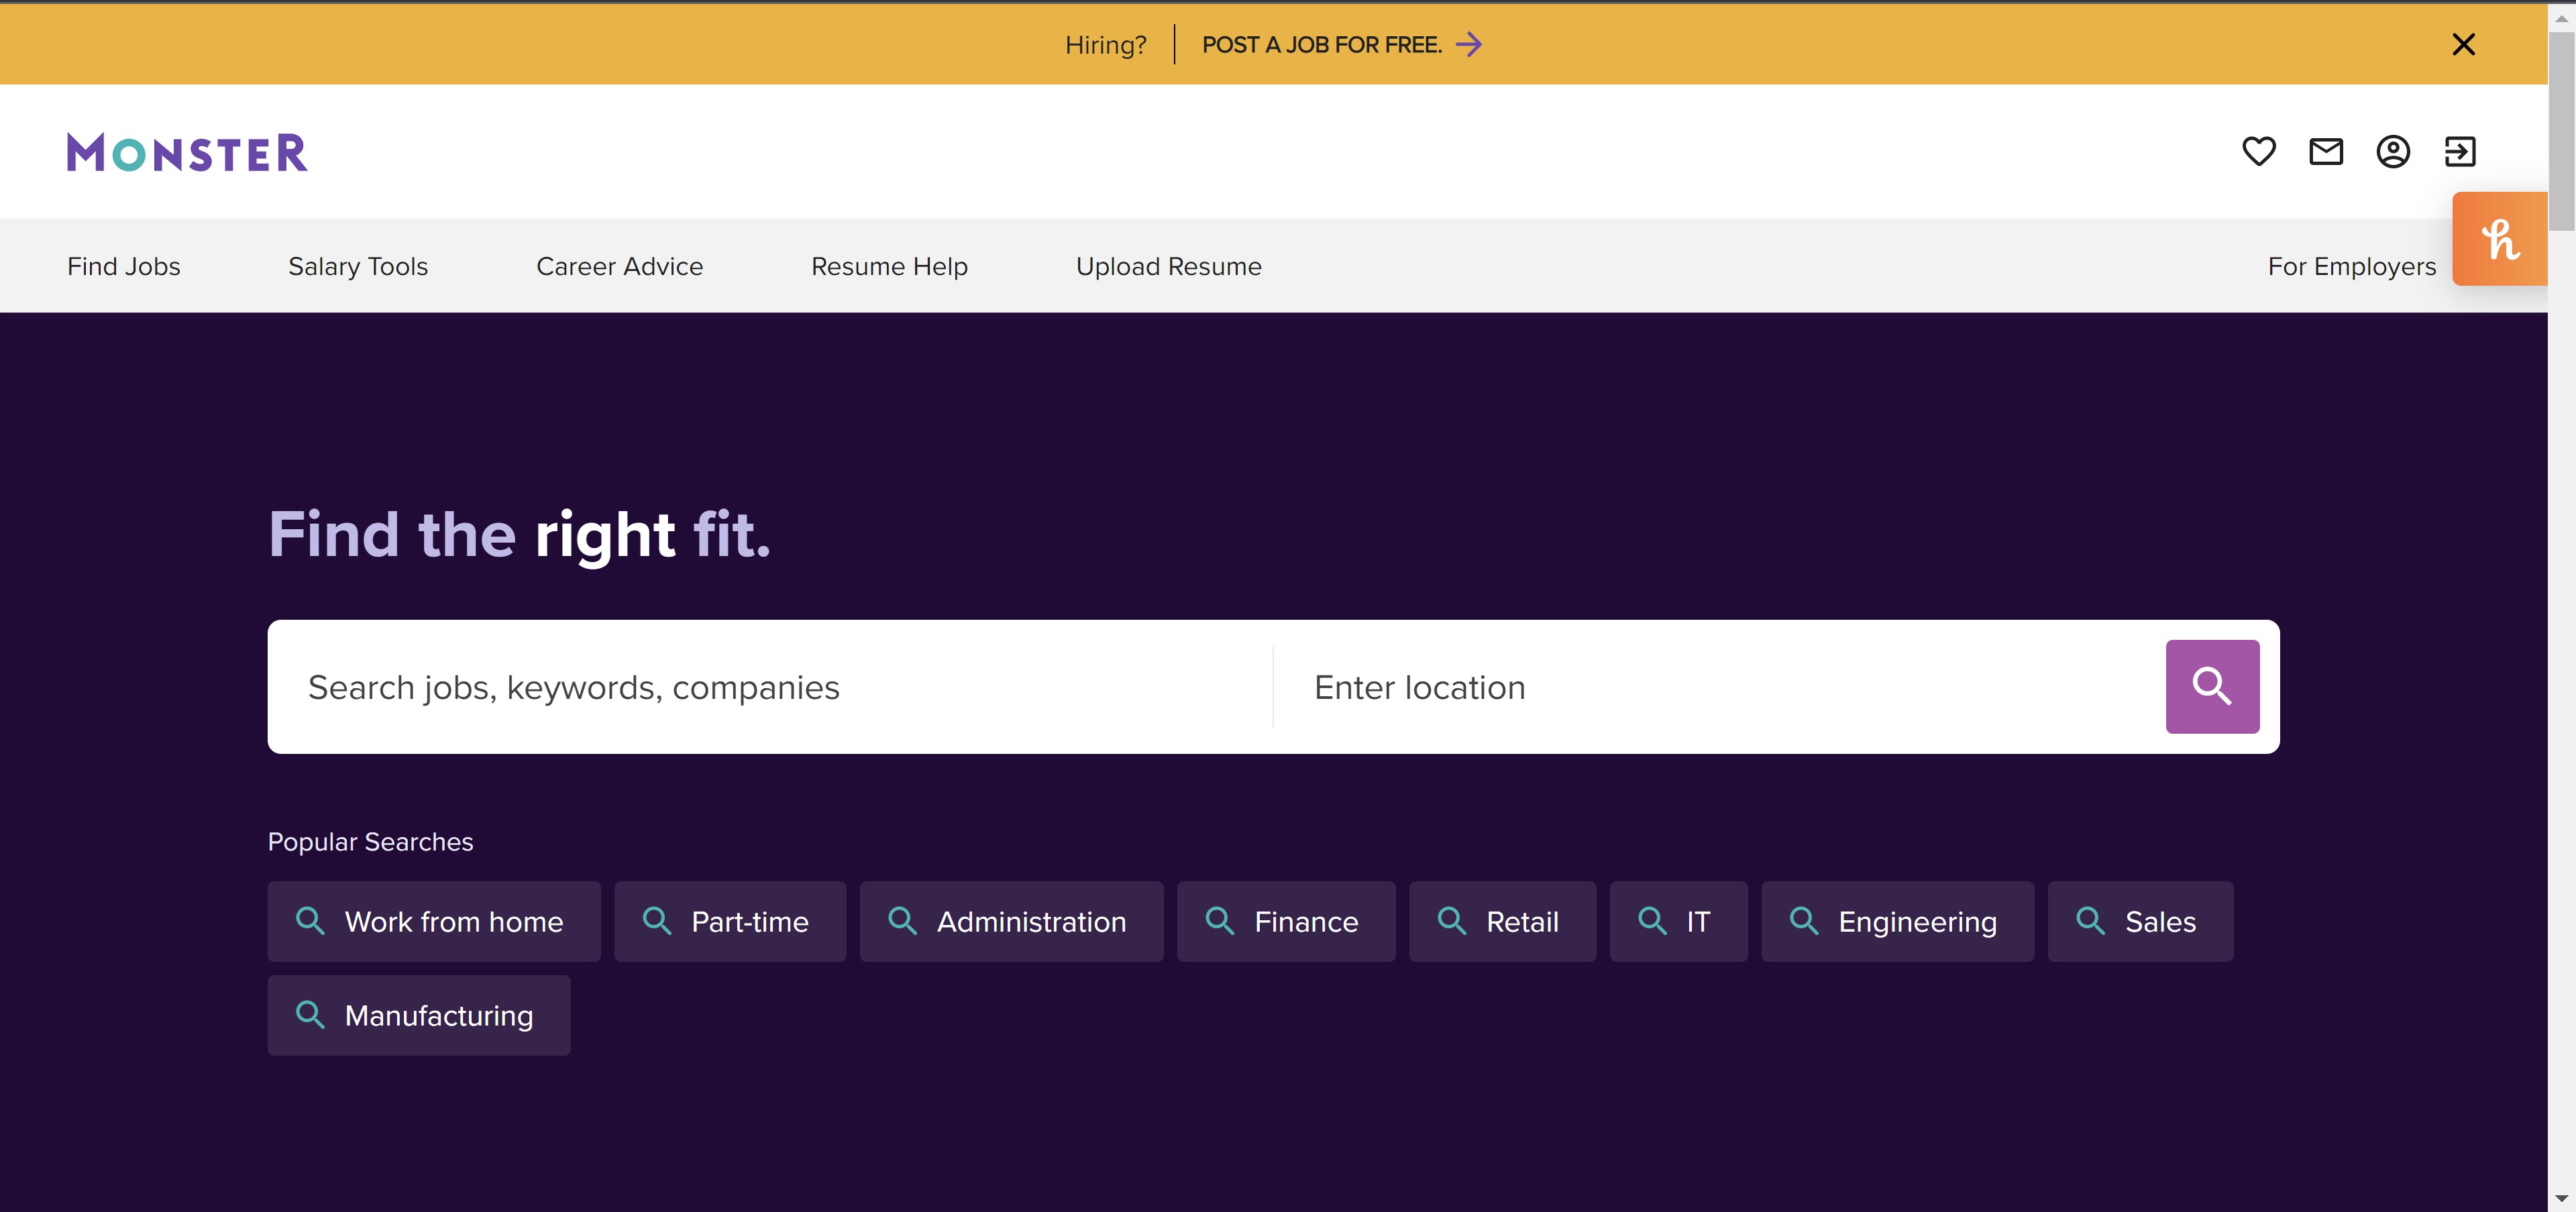 Hiring? POST A JOB FOR FREE.
MONSTER
Find Jobs Salary Tools Career Advice Resume Help Upload Resume For Employers
h
Find the right fit.
Search jobs, keywords, companies Enter location
Popular Searches
Work from home Part-time Administration Finance Retail IT Engineering Sales
Manufacturing